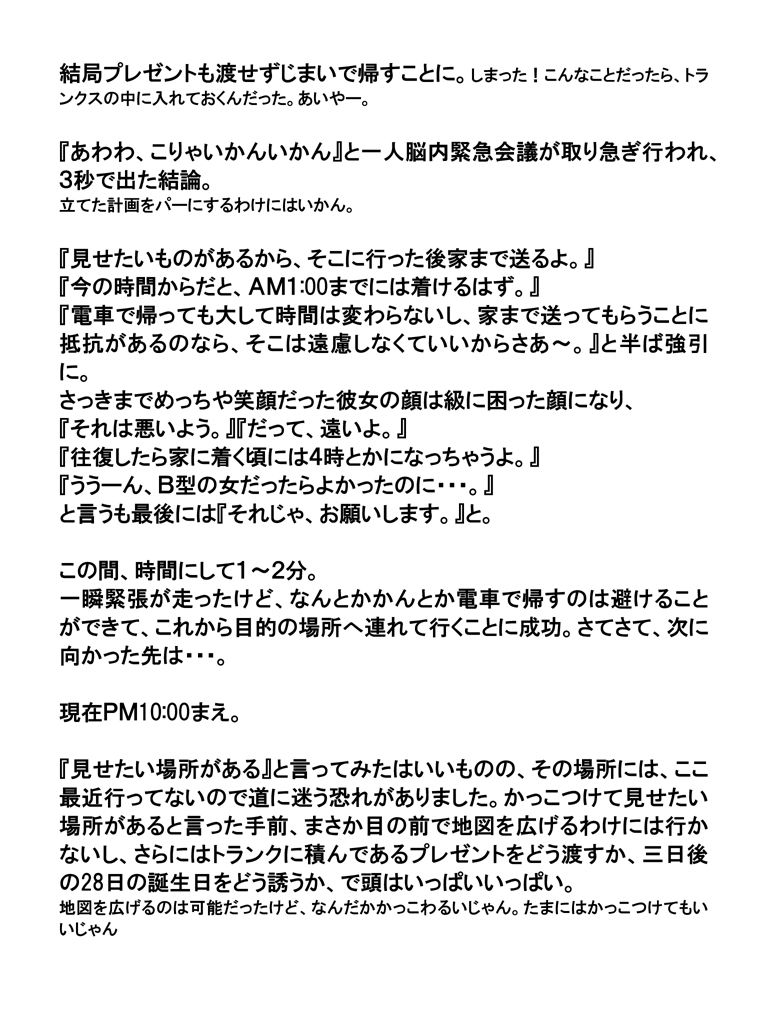 結局プレゼントも渡せずじまいで帰すことに。しまった！こんなことだったら、トラ
ンクスの中に入れておくんだった。あいやー。
『あわわ、こりゃいかんいかん』と一人脳内緊急会議が取り急ぎ行われ、
３秒で出た結論。
立てた計画をパーにするわけにはいかん。
『見せたいものがあるから、そこに行った後家まで送るよ。』
『今の時間からだと、ＡＭ1:00までには着けるはず。』
『電車で帰っても大して時間は変わらないし、家まで送ってもらうことに
抵抗があるのなら、そこは遠慮しなくていいからさあ～。』と半ば強引
に。
さっきまでめっちや笑顔だった彼女の顔は級に困った顔になり、
『それは悪いよう。』『だって、遠いよ。』
『往復したら家に着く頃には４時とかになっちゃうよ。』
『ううーん、Ｂ型の女だったらよかったのに・・・。』
と言うも最後には『それじゃ、お願いします。』と。
この間、時間にして１～２分。
一瞬緊張が走ったけど、なんとかかんとか電車で帰すのは避けること
ができて、これから目的の場所へ連れて行くことに成功。さてさて、次に
向かった先は・・・。
現在ＰＭ10:00まえ。
『見せたい場所がある』と言ってみたはいいものの、その場所には、ここ
最近行ってないので道に迷う恐れがありました。かっこつけて見せたい
場所があると言った手前、まさか目の前で地図を広げるわけには行か
ないし、さらにはトランクに積んであるプレゼントをどう渡すか、三日後
の28日の誕生日をどう誘うか、で頭はいっぱいいっぱい。
地図を広げるのは可能だったけど、なんだかかっこわるいじゃん。たまにはかっこつけてもい
いじゃん